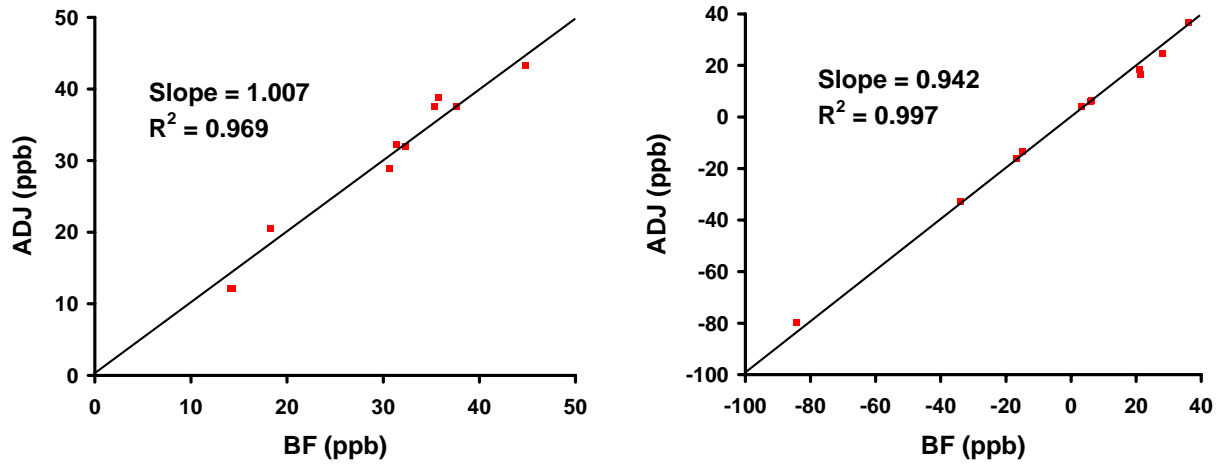 50
40
30
20
10
0
ADJ (ppb)
Slope = 1.007
R² = 0.969
0 10 20 30 40 50
BF (ppb)
40
20
0
-20
-40
-60
-80
-100
ADJ (ppb)
Slope = 0.942
R² = 0.997
-100 -80 -60 -40 -20 0 20 40
BF (ppb)